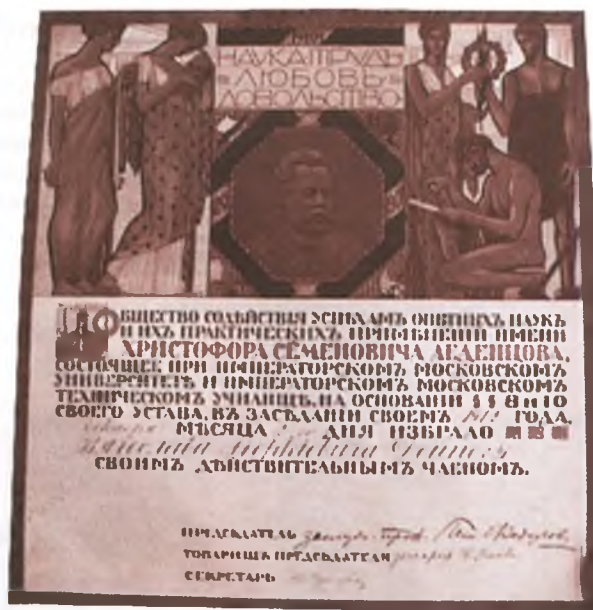 НАУКА ТРУДЪ
ЛЮБОВЬ
ДОВОЛЬСТВО
ОБЩЕСТВО СОДѢЙСТВІЯ УСПѢХАМЪ ОПЫТНЫХЪ НАУКЪ
И ИХЪ ПРАКТИЧЕСКИХЪ ПРИМѢНЕНІЙ ИМЕНИ
ХРИСТОФОРА СЕМЕНОВИЧА ЛЕДЕНЦОВА,
СОСТОЯЩЕЕ ПРИ ИМПЕРАТОРСКОМЪ МОСКОВСКОМЪ
УНИВЕРСИТЕТѢ И ИМПЕРАТОРСКОМЪ МОСКОВСКОМЪ
ТЕХНИЧЕСКОМЪ УЧИЛИЩѢ, НА ОСНОВАНІИ §§ 8 И 10
СВОЕГО УСТАВА, ВЪ ЗАСѢДАНІИ СВОЕМЪ ГОДА,
МѢСЯЦА ДНЯ ИЗБРАЛО
СВОИМЪ ДѢЙСТВИТЕЛЬНЫМЪ ЧЛЕНОМЪ.
ПРЕДСѢДАТЕЛЬ
ТОВАРИЩЪ ПРЕДСѢДАТЕЛЯ
СЕКРЕТАРЬ